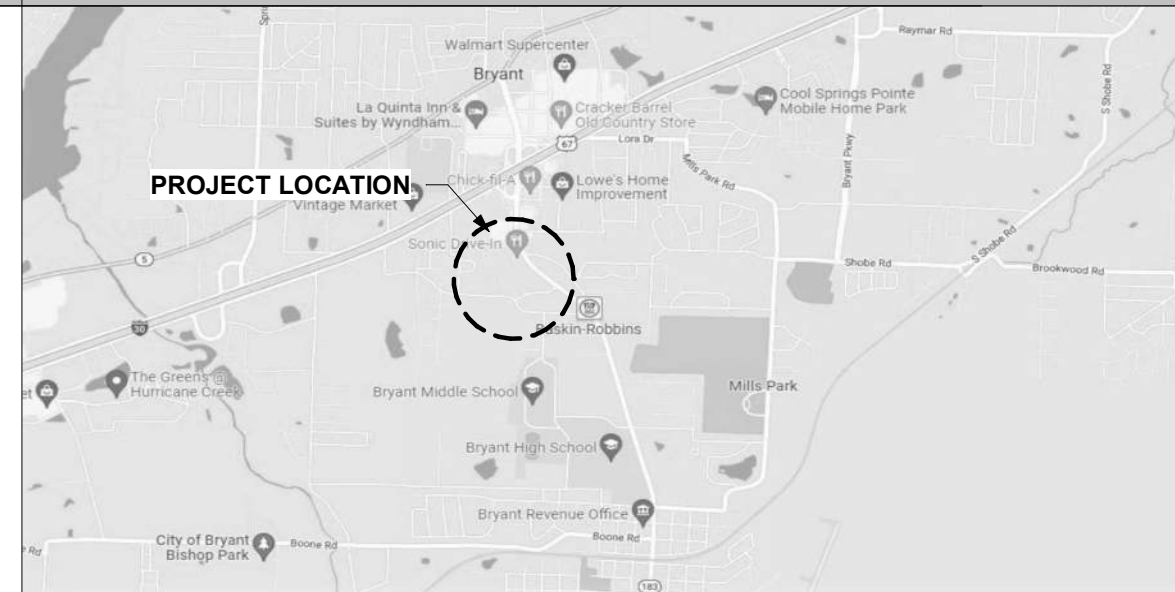 Spri
Raymar Rd
Walmart Supercenter
Bryant
S Shobe Rd
La Quinta Inn &
Suites by Wyndham...
Cracker Barrel
Old Country Store
Cool Springs Pointe
Mobile Home Park
67
Lora Dr
Mills Park Rd
Bryant Pkwy
PROJECT LOCATION
Chick-fil-A
Lowe's Home
Improvement
Vintage Market
Sonic Drive-In
S Shobe Rd
5
Shobe Rd
Brookwood Rd
30
Baskin-Robbins
The Greens @
Hurricane Creek
et
Bryant Middle School
Mills Park
Bryant High School
Bryant Revenue Office
City of Bryant
Bishop Park
Boone Rd
Boone Rd
Rd
183